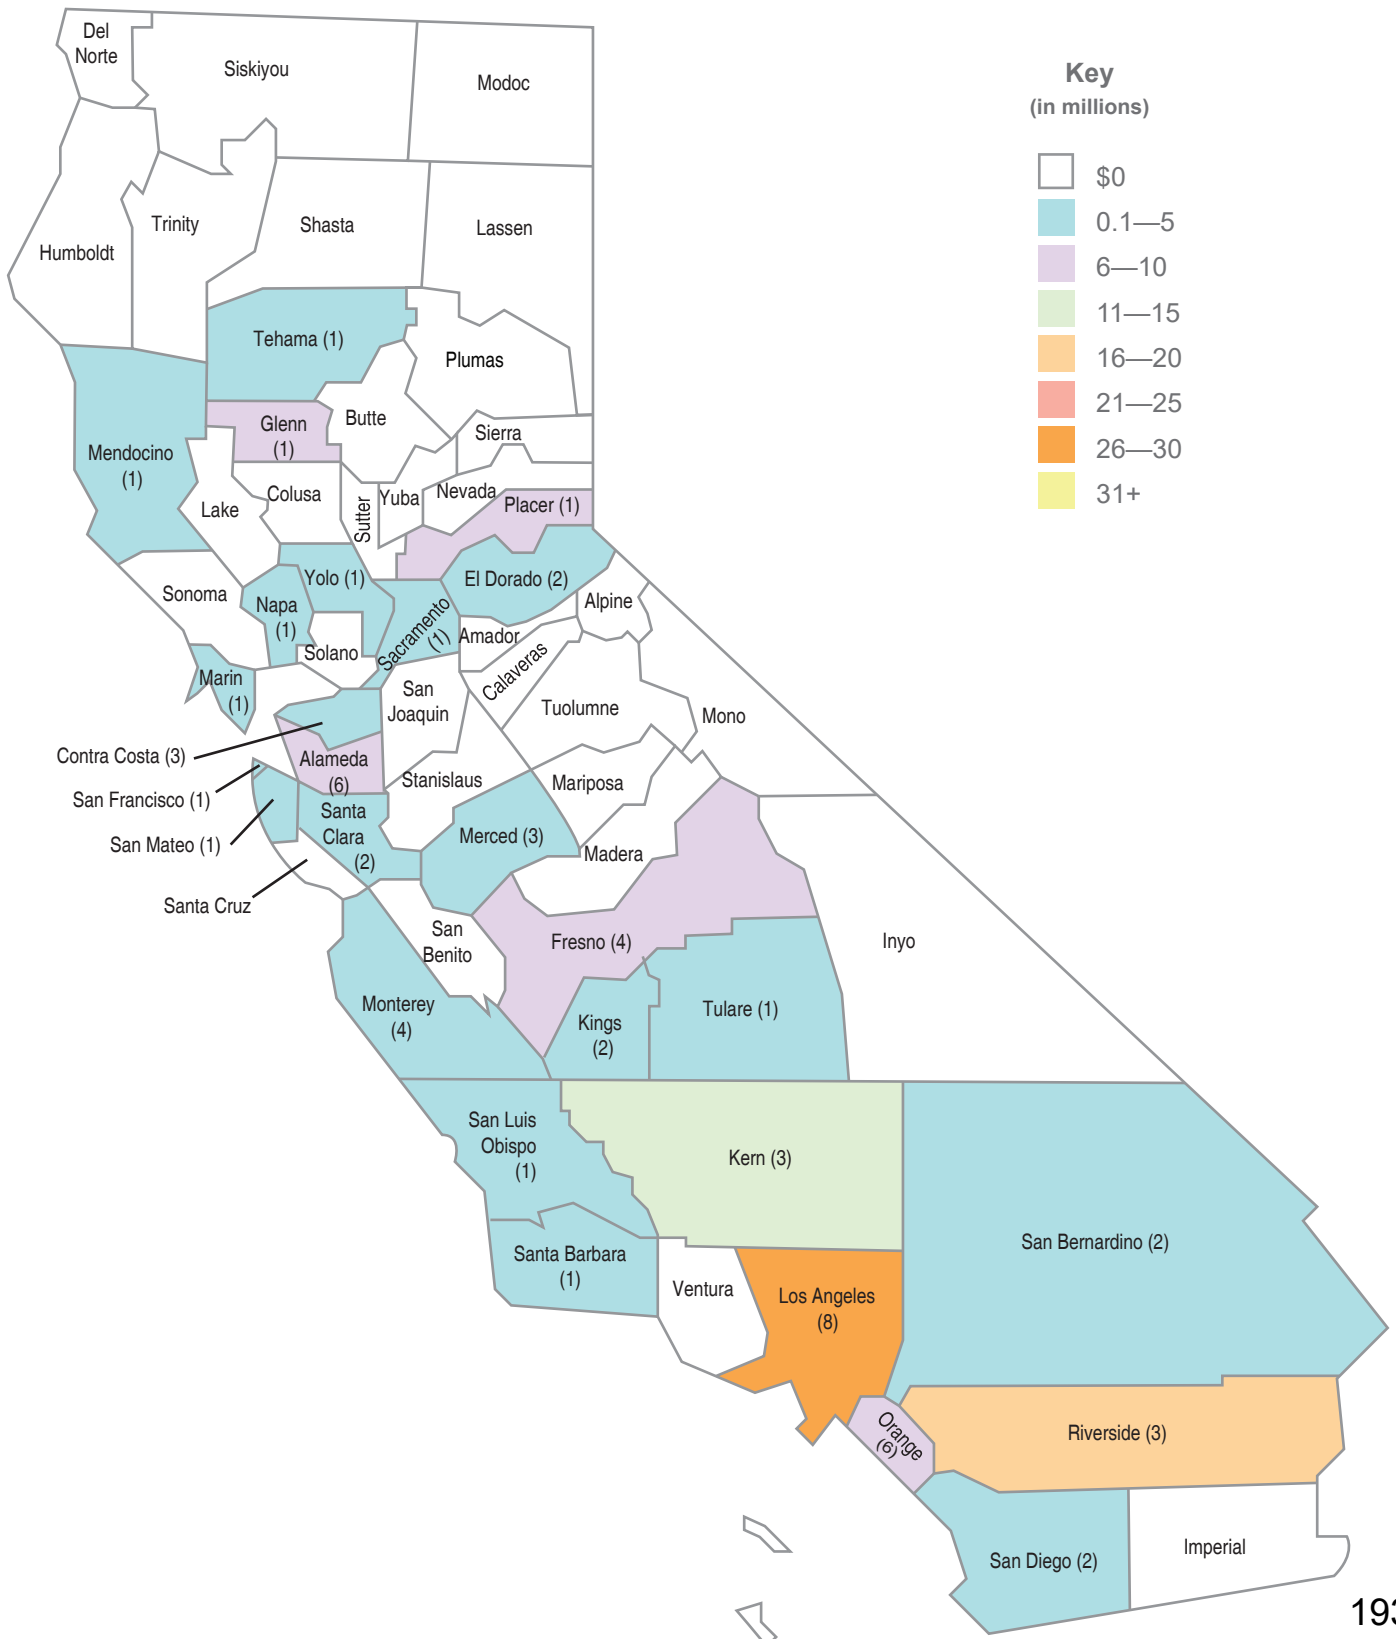 Del
Norte
Siskiyou
Modoc
Key
(in millions)
$0
0.1—5
6—10
11—15
16—20
21—25
26—30
31+
Humboldt
Trinity
Shasta
Lassen
Tehama (1)
Plumas
Mendocino
(1)
Glenn
(1)
Butte
Sierra
Lake
Colusa
Sutter
Yuba
Nevada
Placer (1)
Sonoma
Napa
(1)
Yolo (1)
El Dorado (2)
Sacramento
(1)
Alpine
Amador
Solano
Calaveras
Marin
(1)
San
Joaquin
Tuolumne
Mono
Contra Costa (3)
Alameda
(6)
Stanislaus
Mariposa
San Francisco (1)
San Mateo (1)
Santa
Clara
(2)
Merced (3)
Madera
Santa Cruz
San
Benito
Fresno (4)
Inyo
Monterey
(4)
Kings
(2)
Tulare (1)
San Luis
Obispo
(1)
Kern (3)
Santa Barbara
(1)
Ventura
Los Angeles
(8)
San Bernardino (2)
Orange
(6)
Riverside (3)
San Diego (2)
Imperial
193